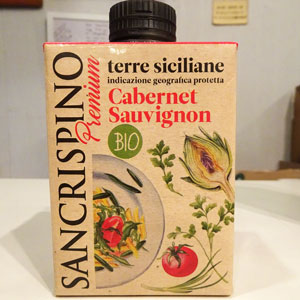 SANCRISPINO
Premium
terre siciliane
indicazione geografica protetta
Cabernet
Sauvignon
BIO